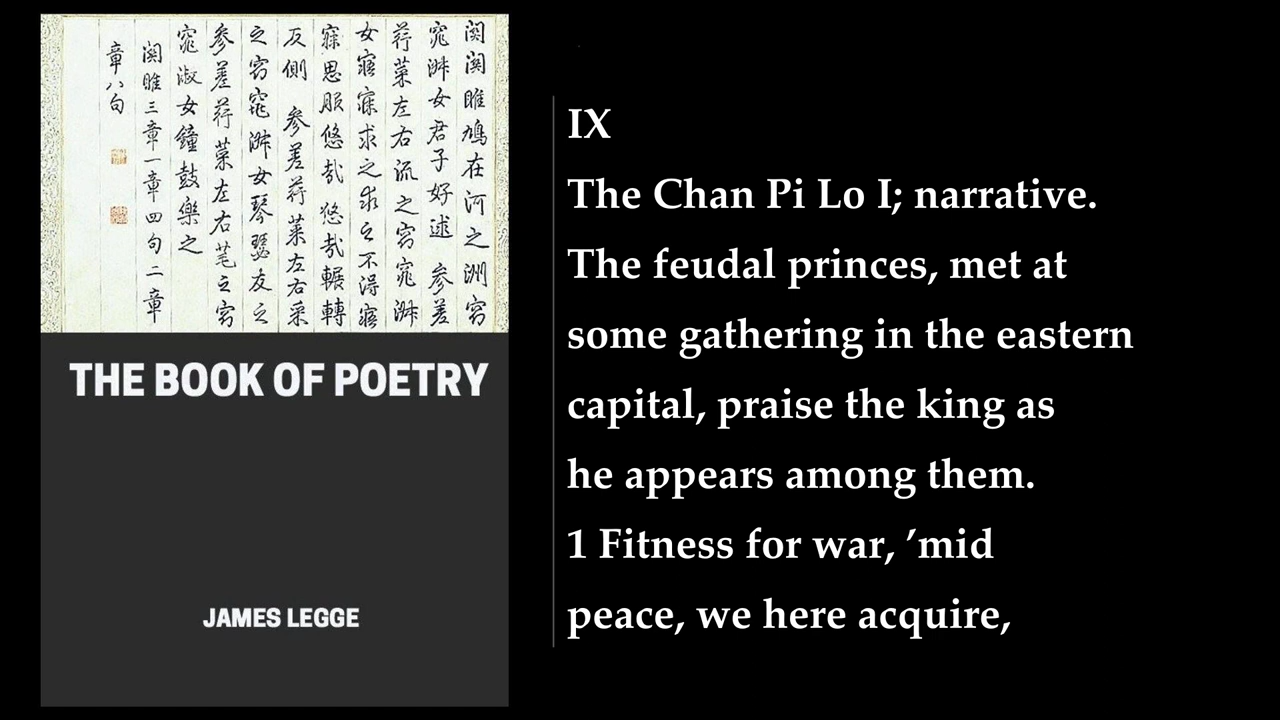 關關雎鳩在河之洲窈
窕淑女君子好逑 參差
荇菜左右流之窈窕淑
女寤寐求之求之不得寤
寐思服悠哉悠哉輾轉
反側 參差荇菜左右采
之窈窕淑女琴瑟友之
參差荇菜左右芼之窈
窕淑女鐘鼓樂之
關雎三章一章四句二章
章八句
THE BOOK OF POETRY
JAMES LEGGE
IX
The Chan Pi Lo I; narrative.
The feudal princes, met at
some gathering in the eastern
capital, praise the king as
he appears among them.
1 Fitness for war, ’mid
peace, we here acquire,